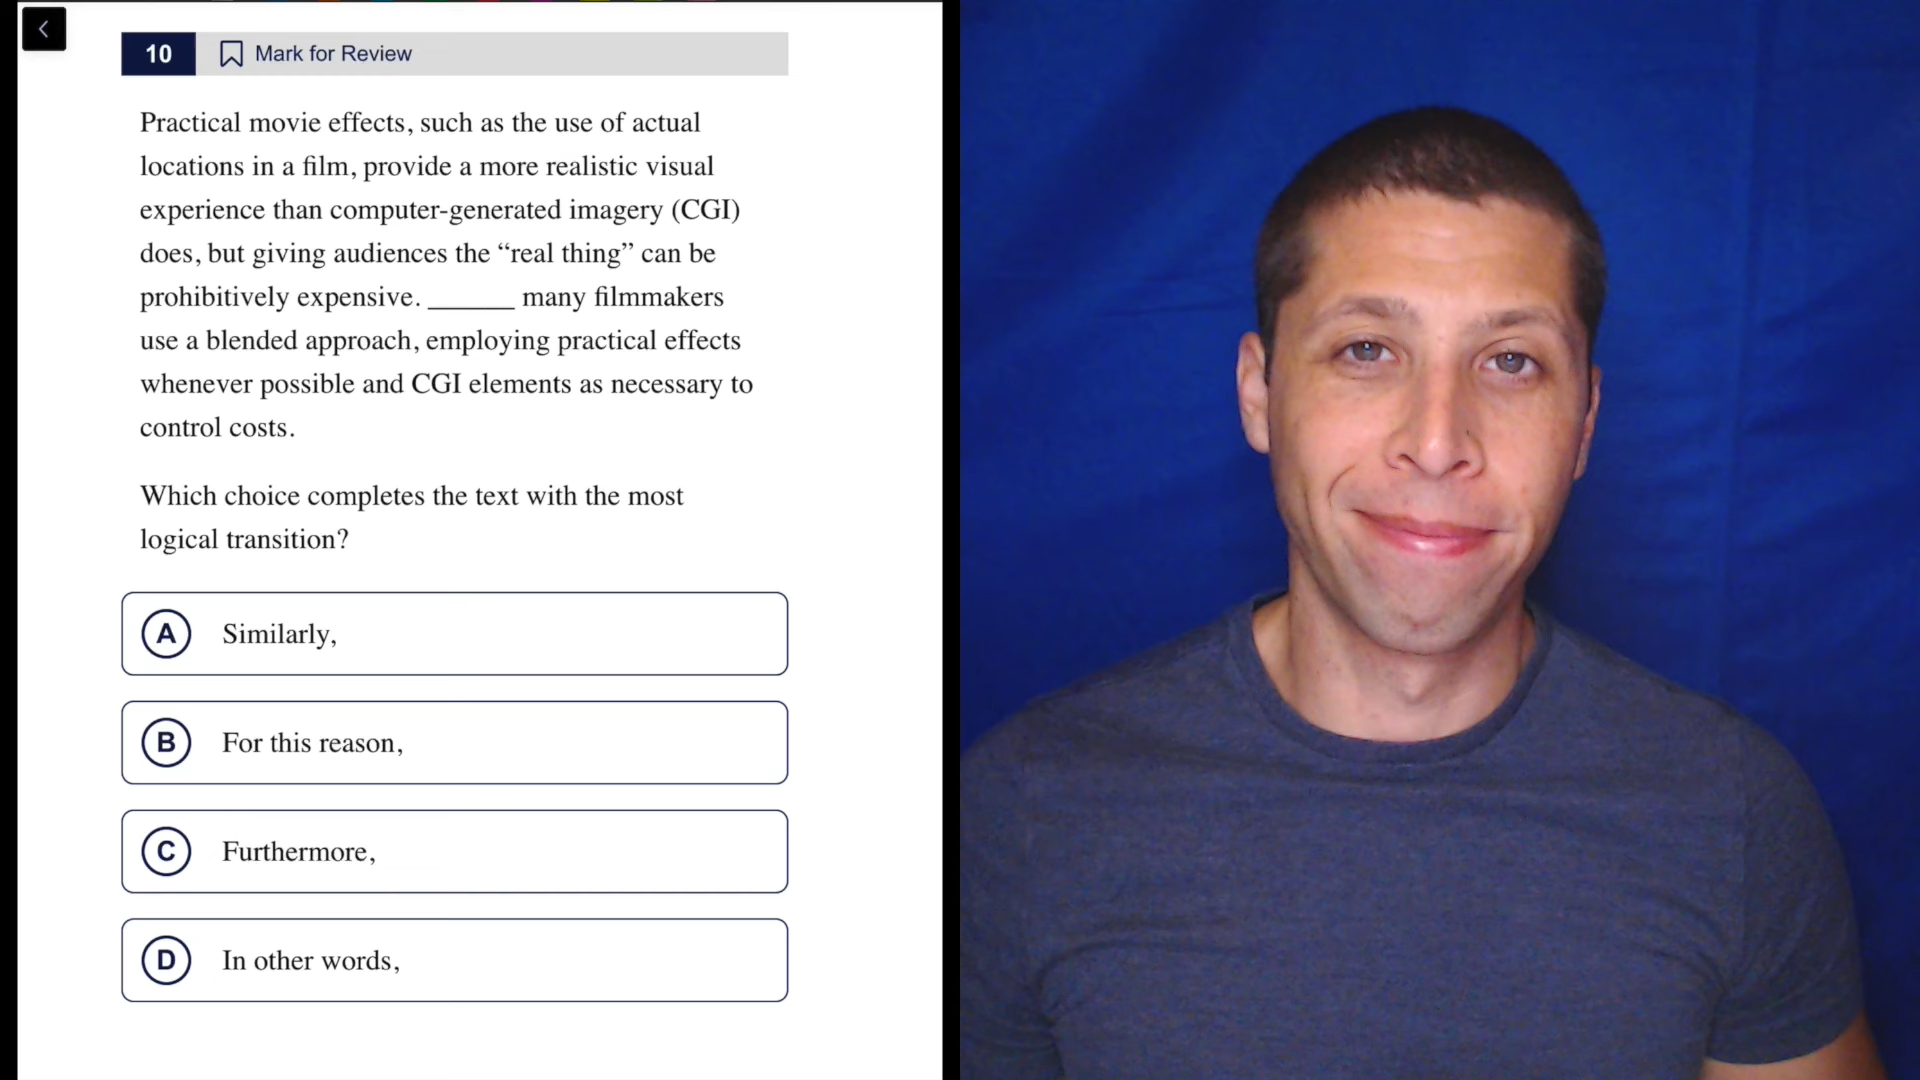 10
Mark for Review
Practical movie effects, such as the use of actual
locations in a film, provide a more realistic visual
experience than computer-generated imagery (CGI)
does, but giving audiences the “real thing” can be
prohibitively expensive. ______ many filmmakers
use a blended approach, employing practical effects
whenever possible and CGI elements as necessary to
control costs.
Which choice completes the text with the most
logical transition?
A Similarly,
B For this reason,
C Furthermore,
D In other words,